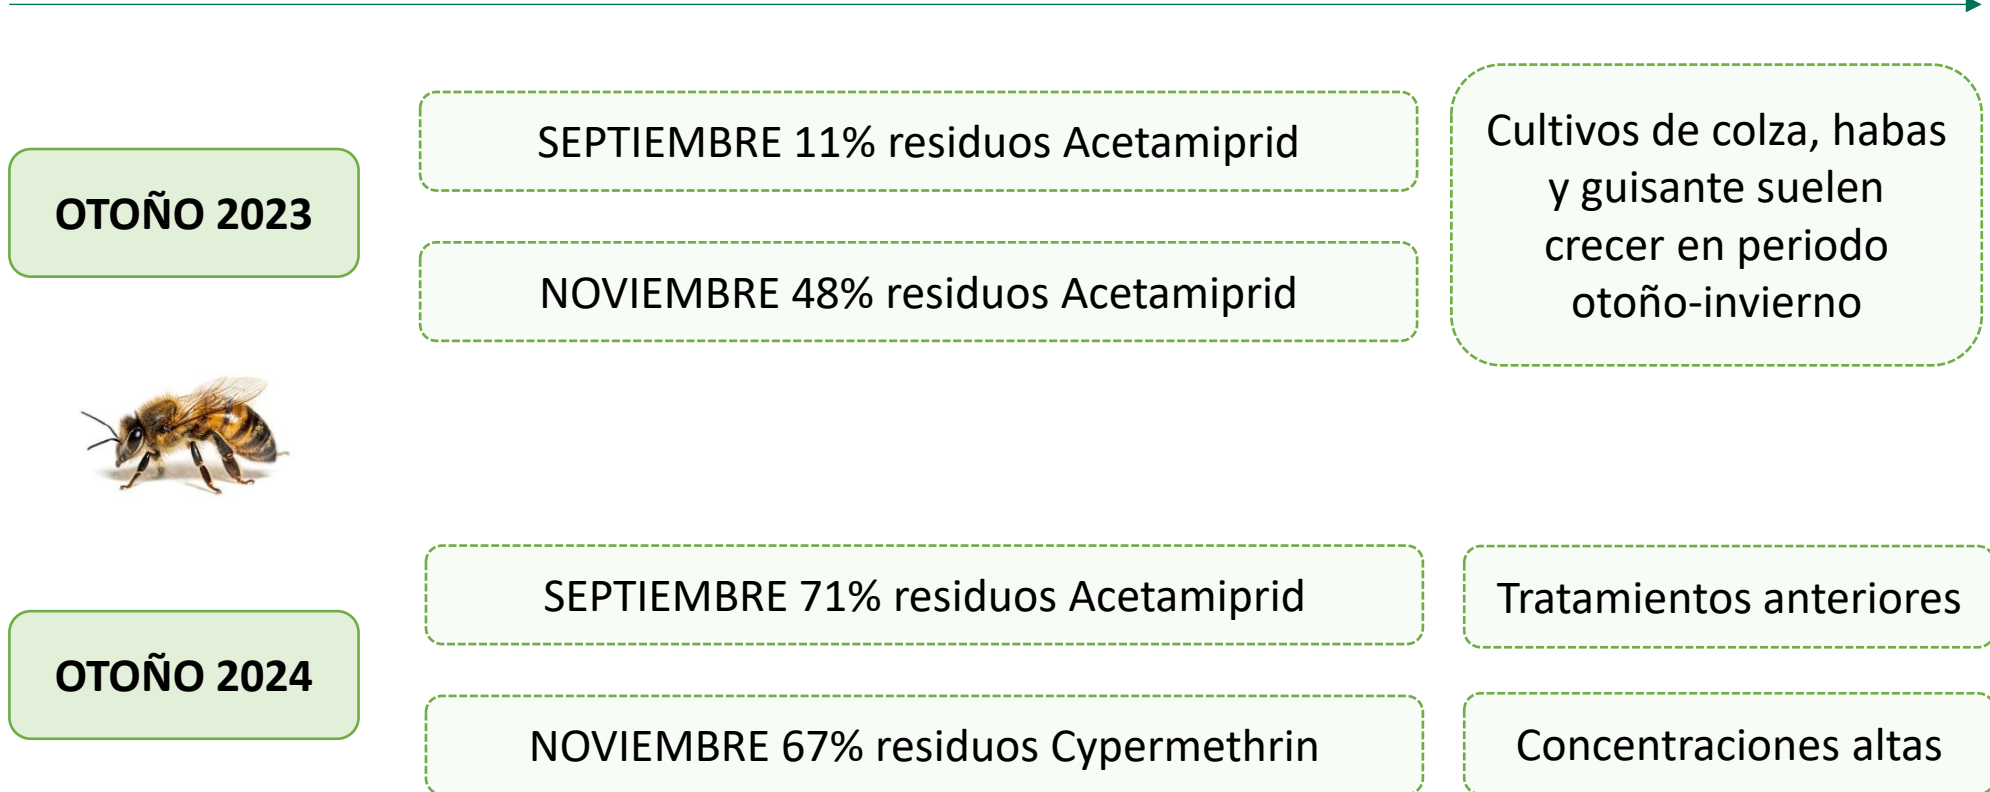 OTOÑO 2023
SEPTIEMBRE 11% residuos Acetamiprid
NOVIEMBRE 48% residuos Acetamiprid
Cultivos de colza, habas
y guisante suelen
crecer en periodo
otoño-invierno
OTOÑO 2024
SEPTIEMBRE 71% residuos Acetamiprid
Tratamientos anteriores
NOVIEMBRE 67% residuos Cypermethrin
Concentraciones altas